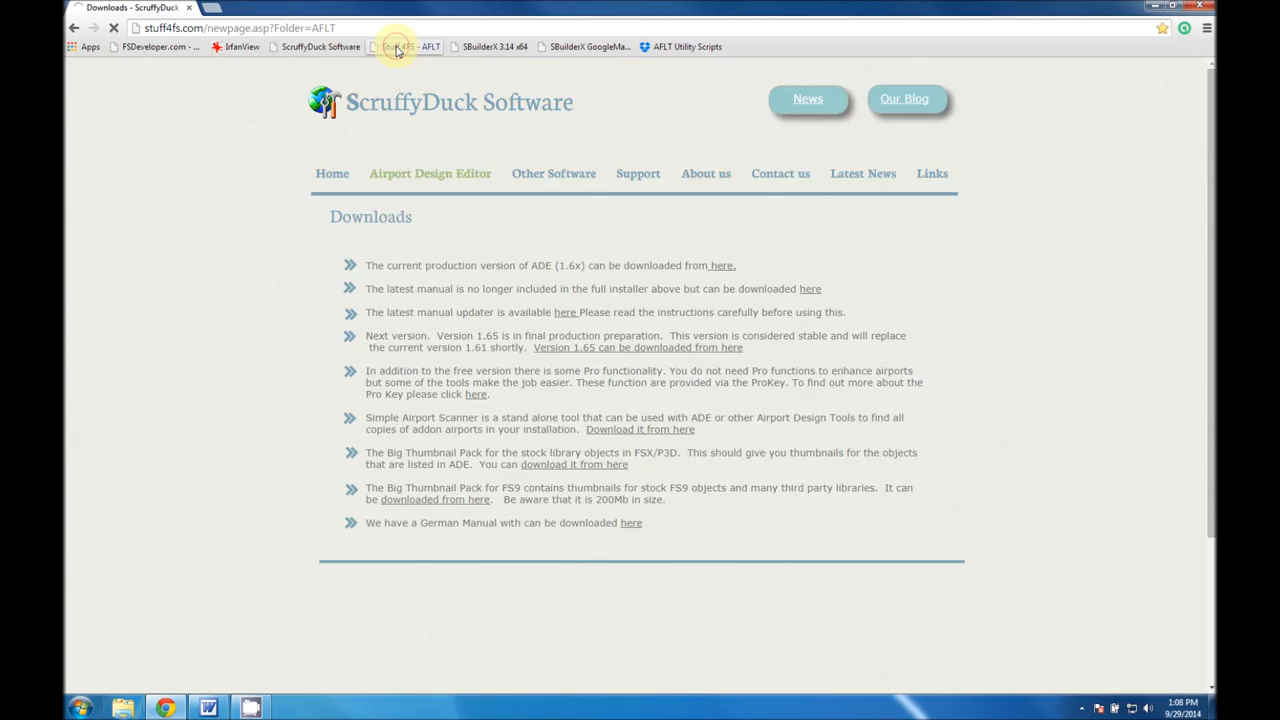 Downloads - ScruffyDuck
stuff4fs.com/newpage.asp?Folder=AFLT
Apps FSDeveloper.com - ... IrfanView ScruffyDuck Software Stuff4FS - AFLT SBuilderX 3.14 x64 SBuilderX GoogleMa... AFLT Utility Scripts
ScruffyDuck Software
News Our Blog
Home Airport Design Editor Other Software Support About us Contact us Latest News Links
Downloads
The current production version of ADE (1.6x) can be downloaded from here.
The latest manual is no longer included in the full installer above but can be downloaded here
The latest manual updater is available here Please read the instructions carefully before using this.
Next version. Version 1.65 is in final production preparation. This version is considered stable and will replace
the current version 1.61 shortly. Version 1.65 can be downloaded from here
In addition to the free version there is some Pro functionality. You do not need Pro functions to enhance airports
but some of the tools make the job easier. These function are provided via the ProKey. To find out more about the
Pro Key please click here.
Simple Airport Scanner is a stand alone tool that can be used with ADE or other Airport Design Tools to find all
copies of addon airports in your installation. Download it from here
The Big Thumbnail Pack for the stock library objects in FSX/P3D. This should give you thumbnails for the objects
that are listed in ADE. You can download it from here
The Big Thumbnail Pack for FS9 contains thumbnails for stock FS9 objects and many third party libraries. It can
be downloaded from here. Be aware that it is 200Mb in size.
We have a German Manual with can be downloaded here
1:08 PM
9/29/2014